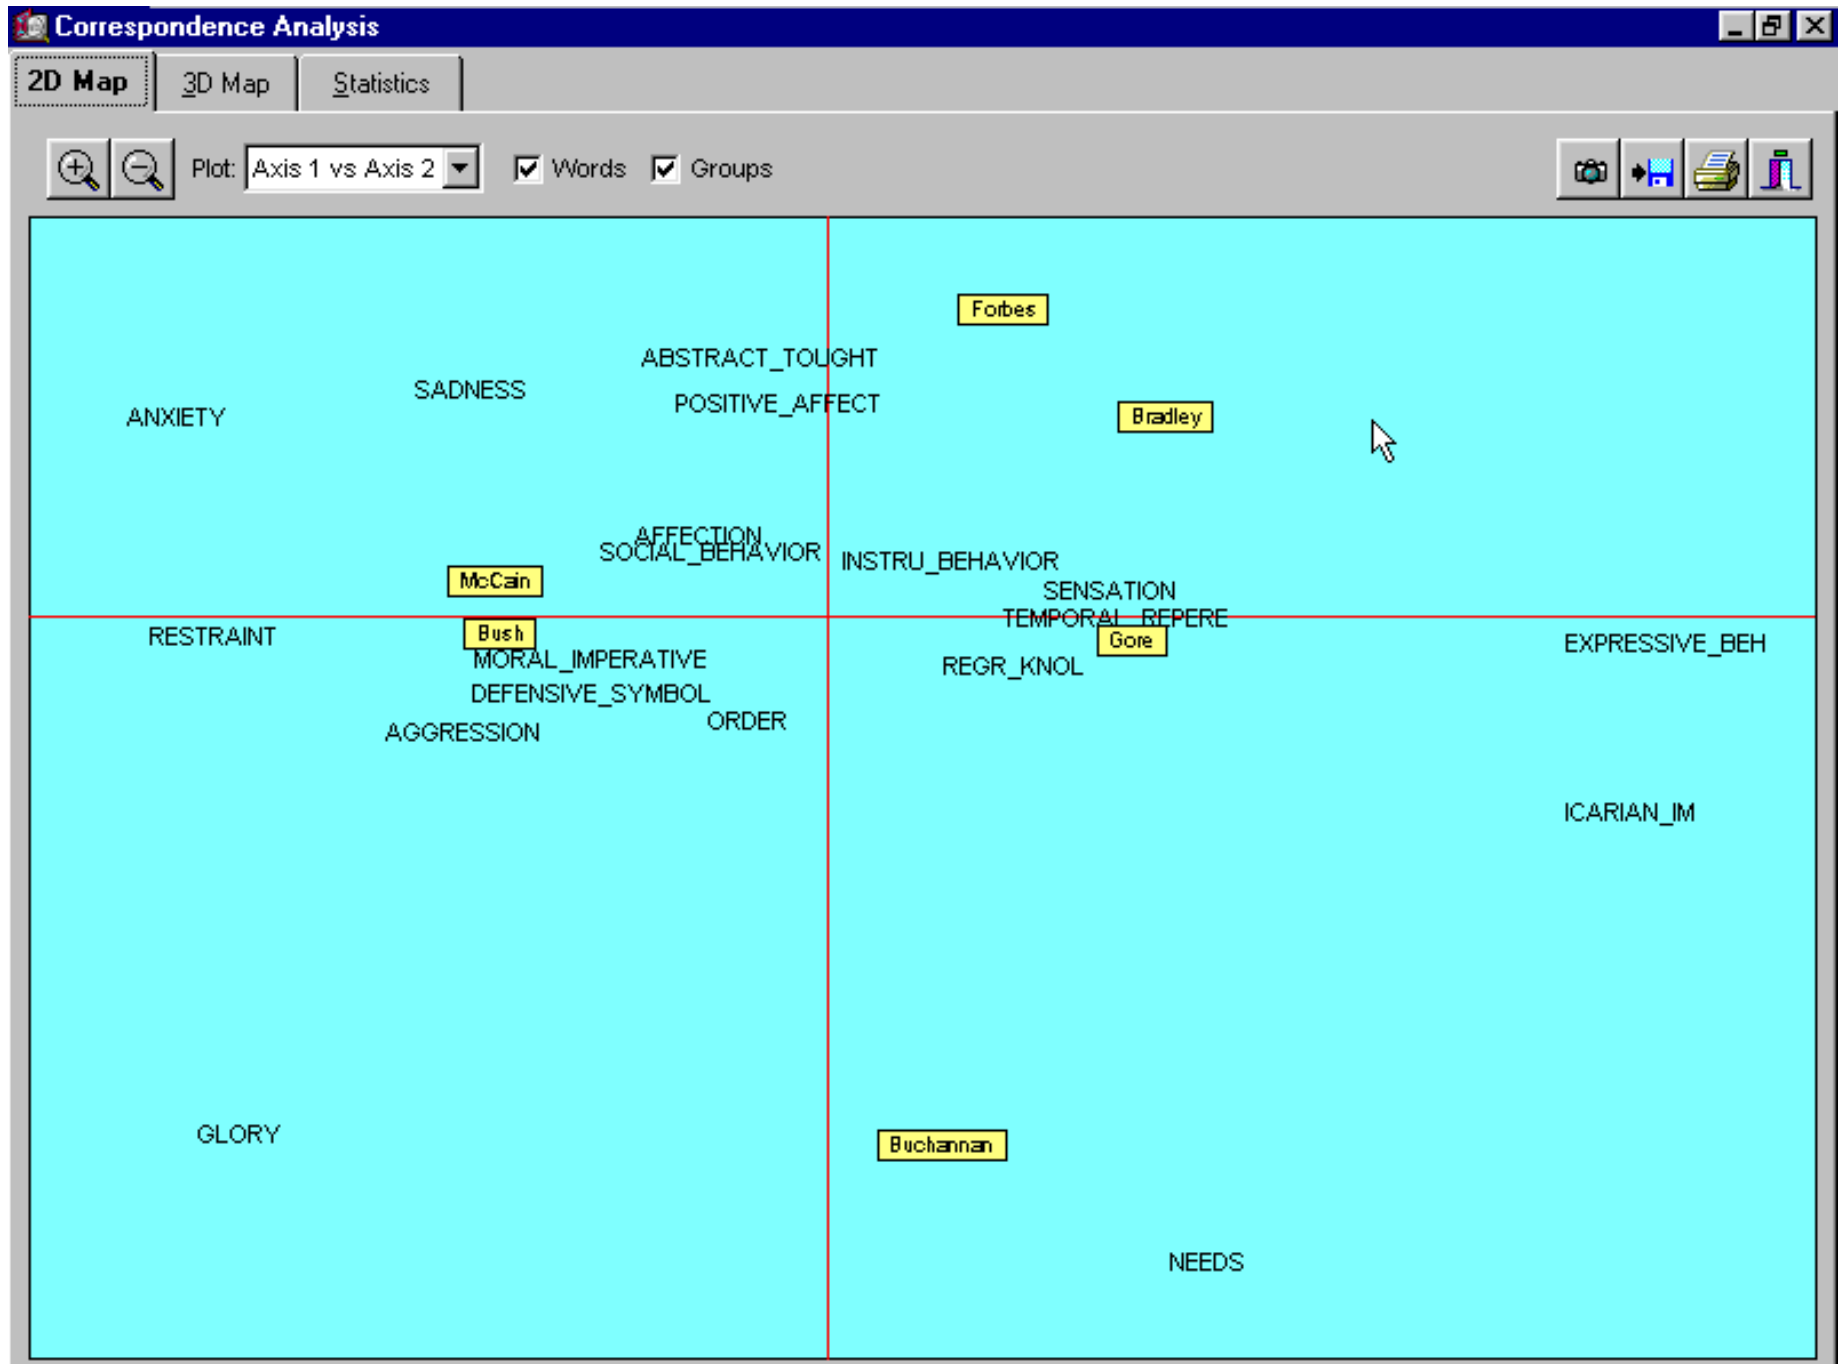 Correspondence Analysis
2D Map 3D Map Statistics
Plot: Axis 1 vs Axis 2 Words Groups
Forbes
ABSTRACT_TOUGHT
SADNESS
POSITIVE_AFFECT
ANXIETY
Bradley
AFFECTION
SOCIAL_BEHAVIOR
INSTRU_BEHAVIOR
McCain
SENSATION
TEMPORAL_REPERE
RESTRAINT
Bush
Gore
EXPRESSIVE_BEH
MORAL_IMPERATIVE
REGR_KNOL
DEFENSIVE_SYMBOL
ORDER
AGGRESSION
ICARIAN_IM
GLORY
Buchannan
NEEDS